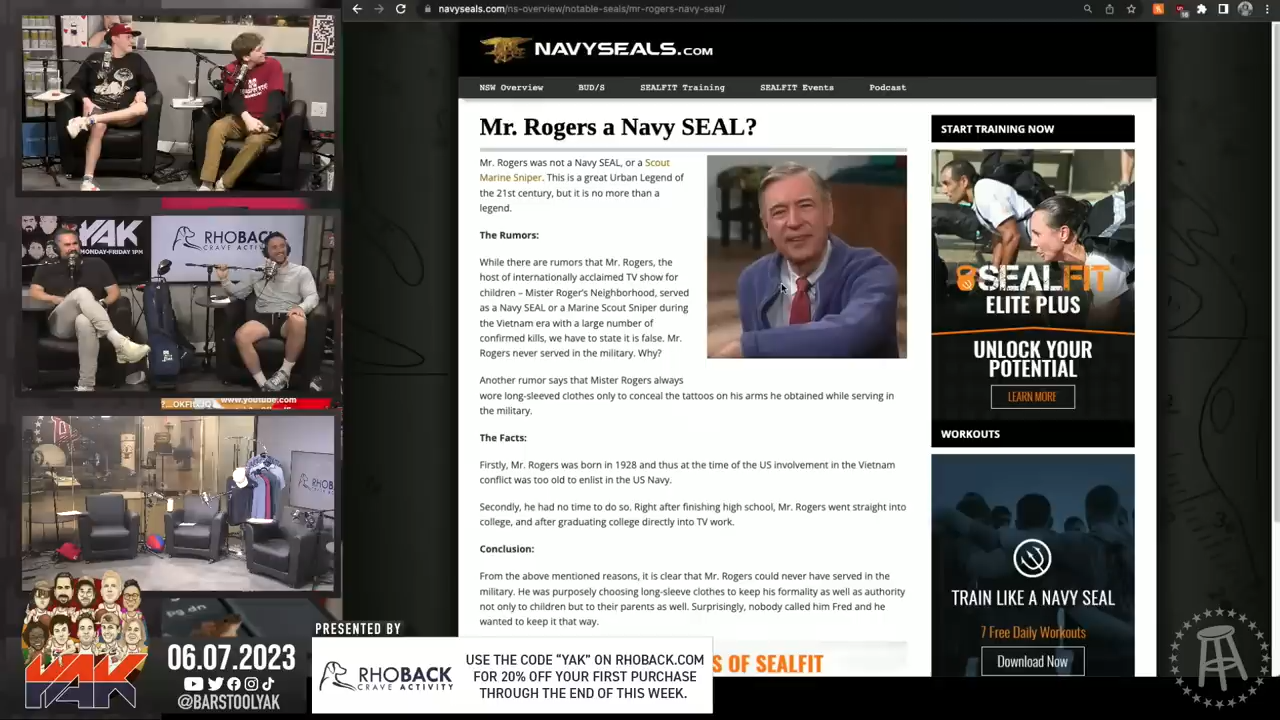 navyseals.com/ns-overview/notable-seals/mr-rogers-navy-seal/
NAVYSEALS.COM
NSW Overview
BUD/S
SEALFIT Training
SEALFIT Events
Podcast
Mr. Rogers a Navy SEAL?
Mr. Rogers was not a Navy SEAL, or a Scout
Marine Sniper. This is a great Urban Legend of
the 21st century, but it is no more than a
legend.
The Rumors:
While there are rumors that Mr. Rogers, the
host of internationally acclaimed TV show for
children – Mister Roger's Neighborhood, served
as a Navy SEAL or a Marine Scout Sniper during
the Vietnam era with a large number of
confirmed kills, we have to state it is false. Mr.
Rogers never served in the military. Why?
Another rumor says that Mister Rogers always
wore long-sleeved clothes only to conceal the tattoos on his arms he obtained while serving in
the military.
The Facts:
Firstly, Mr. Rogers was born in 1928 and thus at the time of the US involvement in the Vietnam
conflict was too old to enlist in the US Navy.
Secondly, he had no time to do so. Right after finishing high school, Mr. Rogers went straight into
college, and after graduating college directly into TV work.
Conclusion:
From the above mentioned reasons, it is clear that Mr. Rogers could never have served in the
military. He was purposely choosing long-sleeve clothes to keep his formality as well as authority
not only to children but to their parents as well. Surprisingly, nobody called him Fred and he
wanted to keep it that way.
S OF SEALFIT
START TRAINING NOW
SEALFIT
ELITE PLUS
UNLOCK YOUR
POTENTIAL
LEARN MORE
WORKOUTS
TRAIN LIKE A NAVY SEAL
7 Free Daily Workouts
Download Now
YAK
MONDAY-FRIDAY 1PM
RHOBACK
CRAVE ACTIV
www.youtube.com
RHOB
pg dn
YAK
06.07.2023
@BARSTOOLYAK
PRESENTED BY
RHOBACK
CRAVE ACTIVITY
USE THE CODE "YAK" ON RHOBACK.COM
FOR 20% OFF YOUR FIRST PURCHASE
THROUGH THE END OF THIS WEEK.